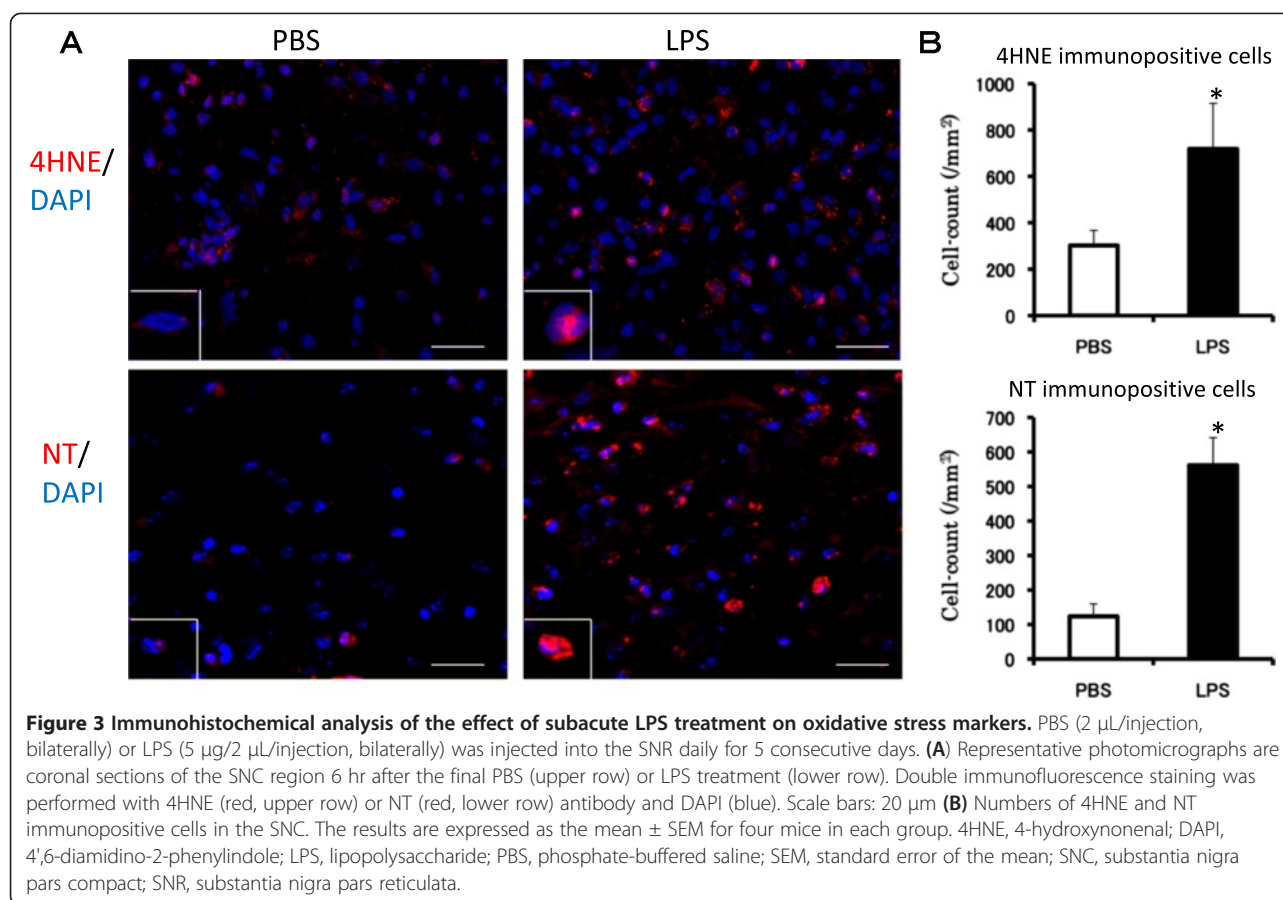 A
PBS
LPS
4HNE/
DAPI
NT/
DAPI
B
4HNE immunopositive cells
Cell-count (/mm²)
1000
800
600
400
200
0
*
PBS
LPS
NT immunopositive cells
Cell-count (/mm²)
700
600
500
400
300
200
100
0
*
PBS
LPS
Figure 3 Immunohistochemical analysis of the effect of subacute LPS treatment on oxidative stress markers. PBS (2 μL/injection,
bilaterally) or LPS (5 μg/2 μL/injection, bilaterally) was injected into the SNR daily for 5 consecutive days. (A) Representative photomicrographs are
coronal sections of the SNC region 6 hr after the final PBS (upper row) or LPS treatment (lower row). Double immunofluorescence staining was
performed with 4HNE (red, upper row) or NT (red, lower row) antibody and DAPI (blue). Scale bars: 20 μm (B) Numbers of 4HNE and NT
immunopositive cells in the SNC. The results are expressed as the mean ± SEM for four mice in each group. 4HNE, 4-hydroxynonenal; DAPI,
4',6-diamidino-2-phenylindole; LPS, lipopolysaccharide; PBS, phosphate-buffered saline; SEM, standard error of the mean; SNC, substantia nigra
pars compact; SNR, substantia nigra pars reticulata.